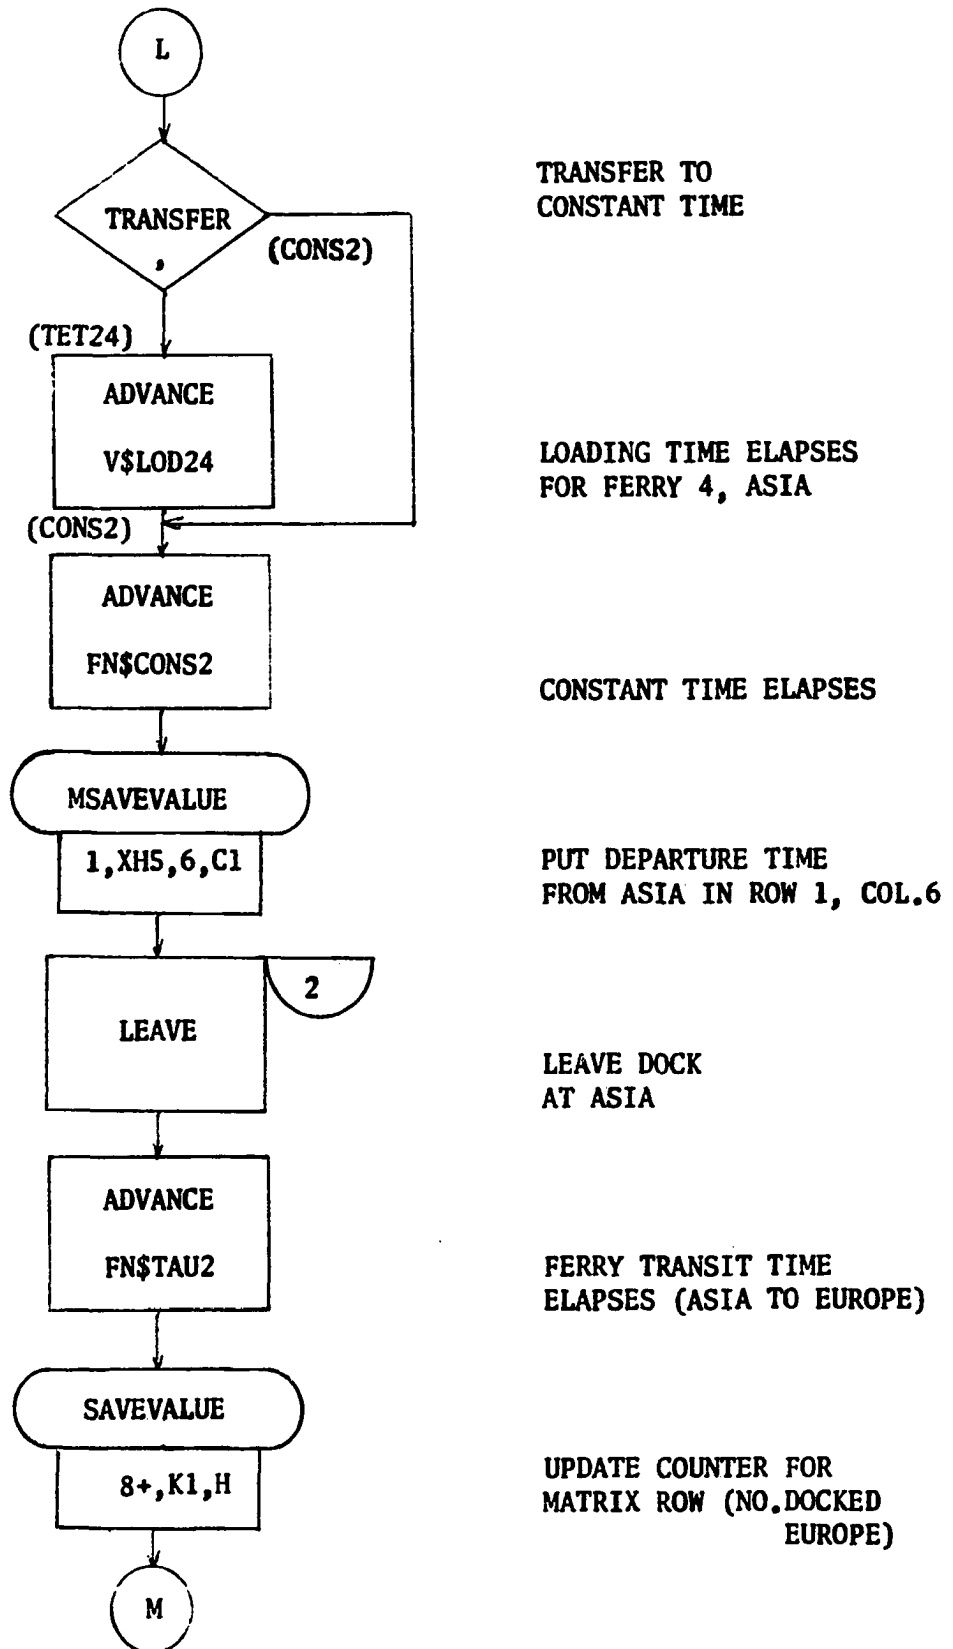 L
TRANSFER TO
CONSTANT TIME
TRANSFER
,
(CONS2)
(TET24)
ADVANCE
V$LOD24
LOADING TIME ELAPSES
FOR FERRY 4, ASIA
(CONS2)
ADVANCE
FN$CONS2
CONSTANT TIME ELAPSES
MSAVEVALUE
1,XH5,6,C1
PUT DEPARTURE TIME
FROM ASIA IN ROW 1, COL.6
2
LEAVE
LEAVE DOCK
AT ASIA
ADVANCE
FN$TAU2
FERRY TRANSIT TIME
ELAPSES (ASIA TO EUROPE)
SAVEVALUE
8+,K1,H
UPDATE COUNTER FOR
MATRIX ROW (NO.DOCKED
EUROPE)
M